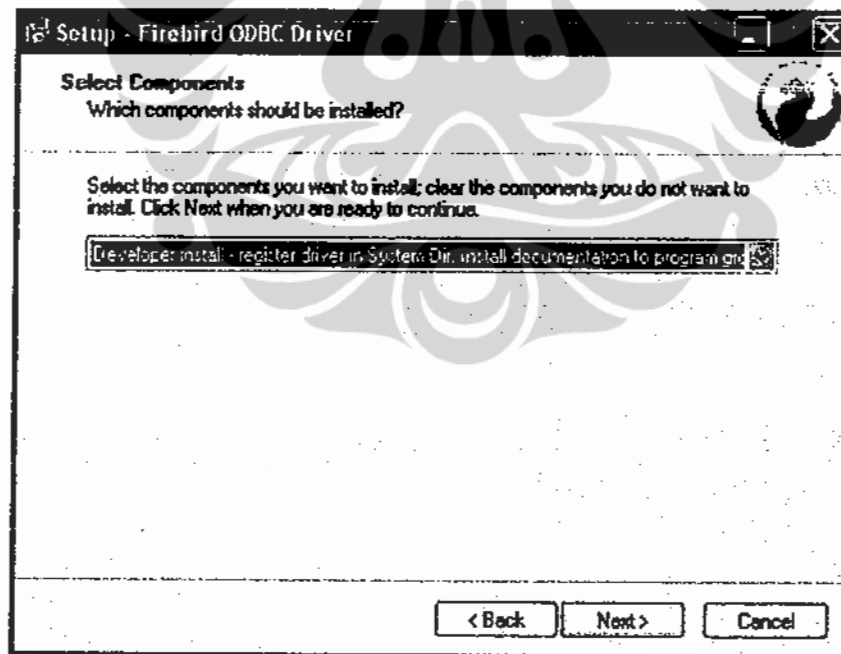 Setup - Firebird ODBC Driver
Select Components
Which components should be installed?
Select the components you want to install; clear the components you do not want to
install. Click Next when you are ready to continue.
Developer install - register driver in System Dir. install documentation to program gro
< Back
Next >
Cancel